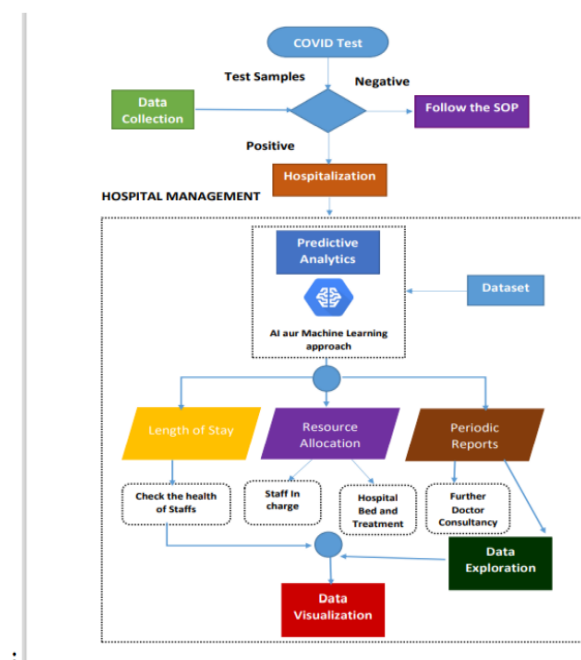 COVID Test
Test Samples
Negative
Data
Collection
Follow the SOP
Positive
Hospitalization
HOSPITAL MANAGEMENT
Predictive
Analytics
Dataset
AI aur Machine Learning
approach
Length of Stay
Resource
Allocation
Periodic
Reports
Check the health
of Staffs
Staff In
charge
Hospital
Bed and
Treatment
Further
Doctor
Consultancy
Data
Exploration
Data
Visualization